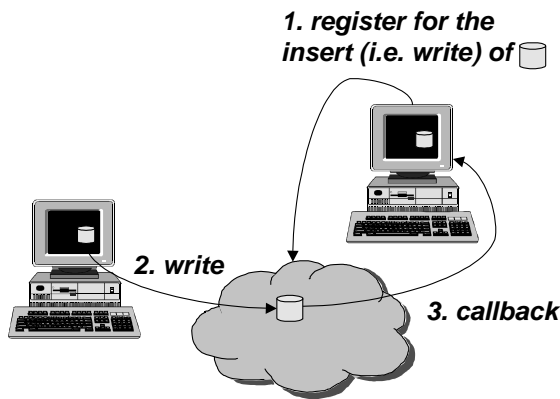 1. register for the
insert (i.e. write) of
2. write
3. callback